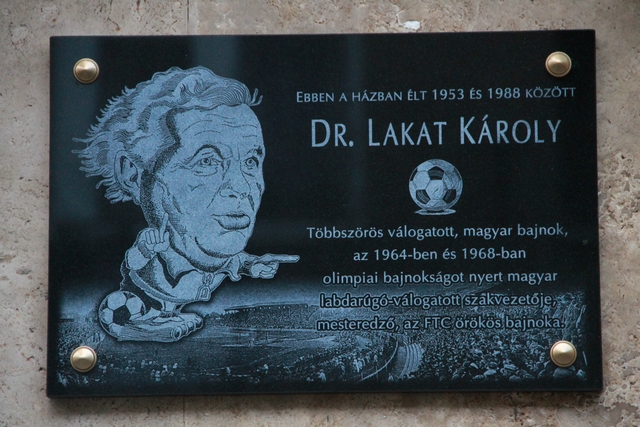 EBBEN A HÁZBAN ÉLT 1953 ÉS 1988 KÖZÖTT
DR. LAKAT KÁROLY
Többszörös válogatott, magyar bajnok,
az 1964-ben és 1968-ban
olimpiai bajnokságot nyert magyar
labdarúgó-válogatott szakvezetője,
mesteredző, az FTC örökös bajnoka.